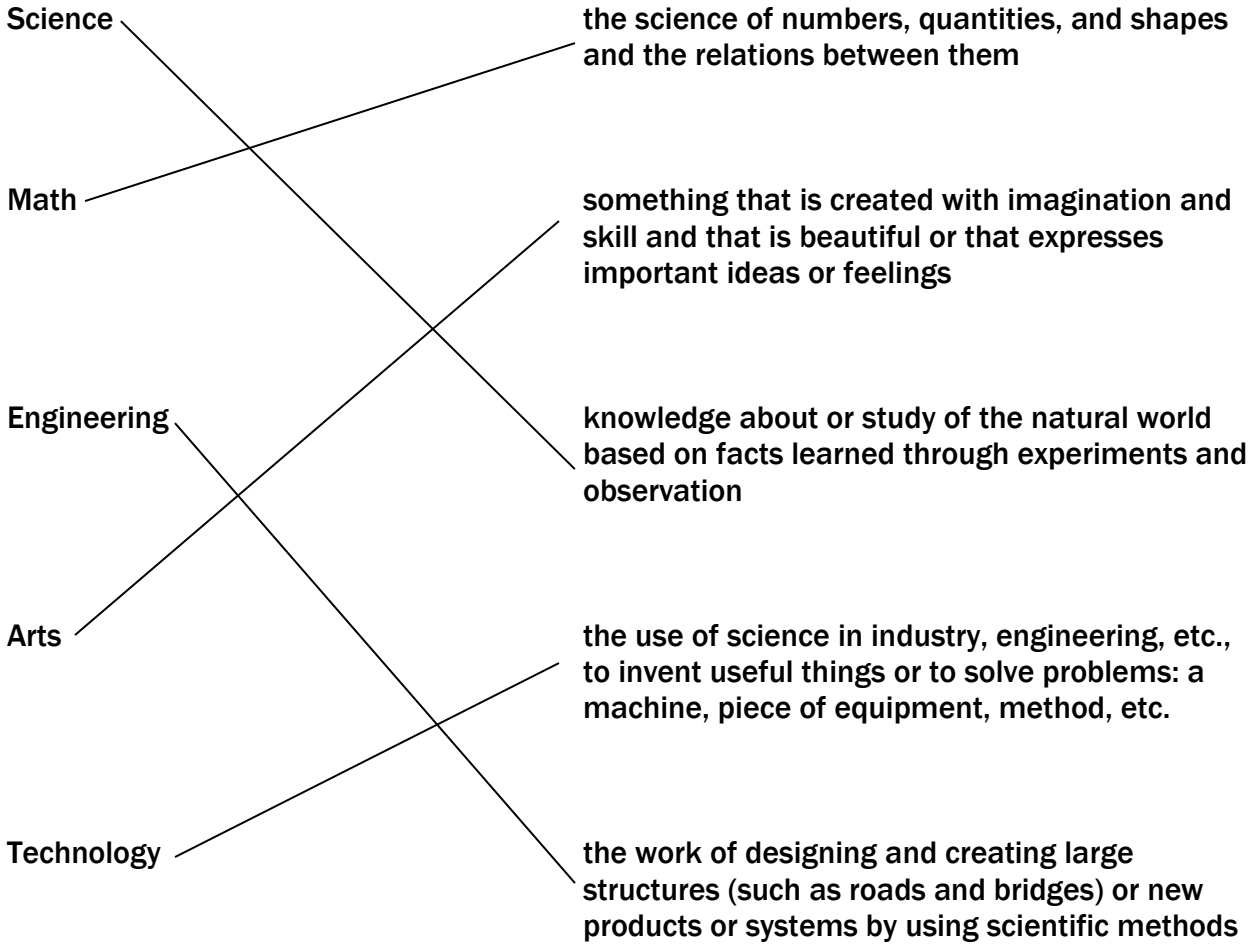 Science
the science of numbers, quantities, and shapes
and the relations between them
Math
something that is created with imagination and
skill and that is beautiful or that expresses
important ideas or feelings
Engineering
knowledge about or study of the natural world
based on facts learned through experiments and
observation
Arts
the use of science in industry, engineering, etc.,
to invent useful things or to solve problems: a
machine, piece of equipment, method, etc.
Technology
the work of designing and creating large
structures (such as roads and bridges) or new
products or systems by using scientific methods